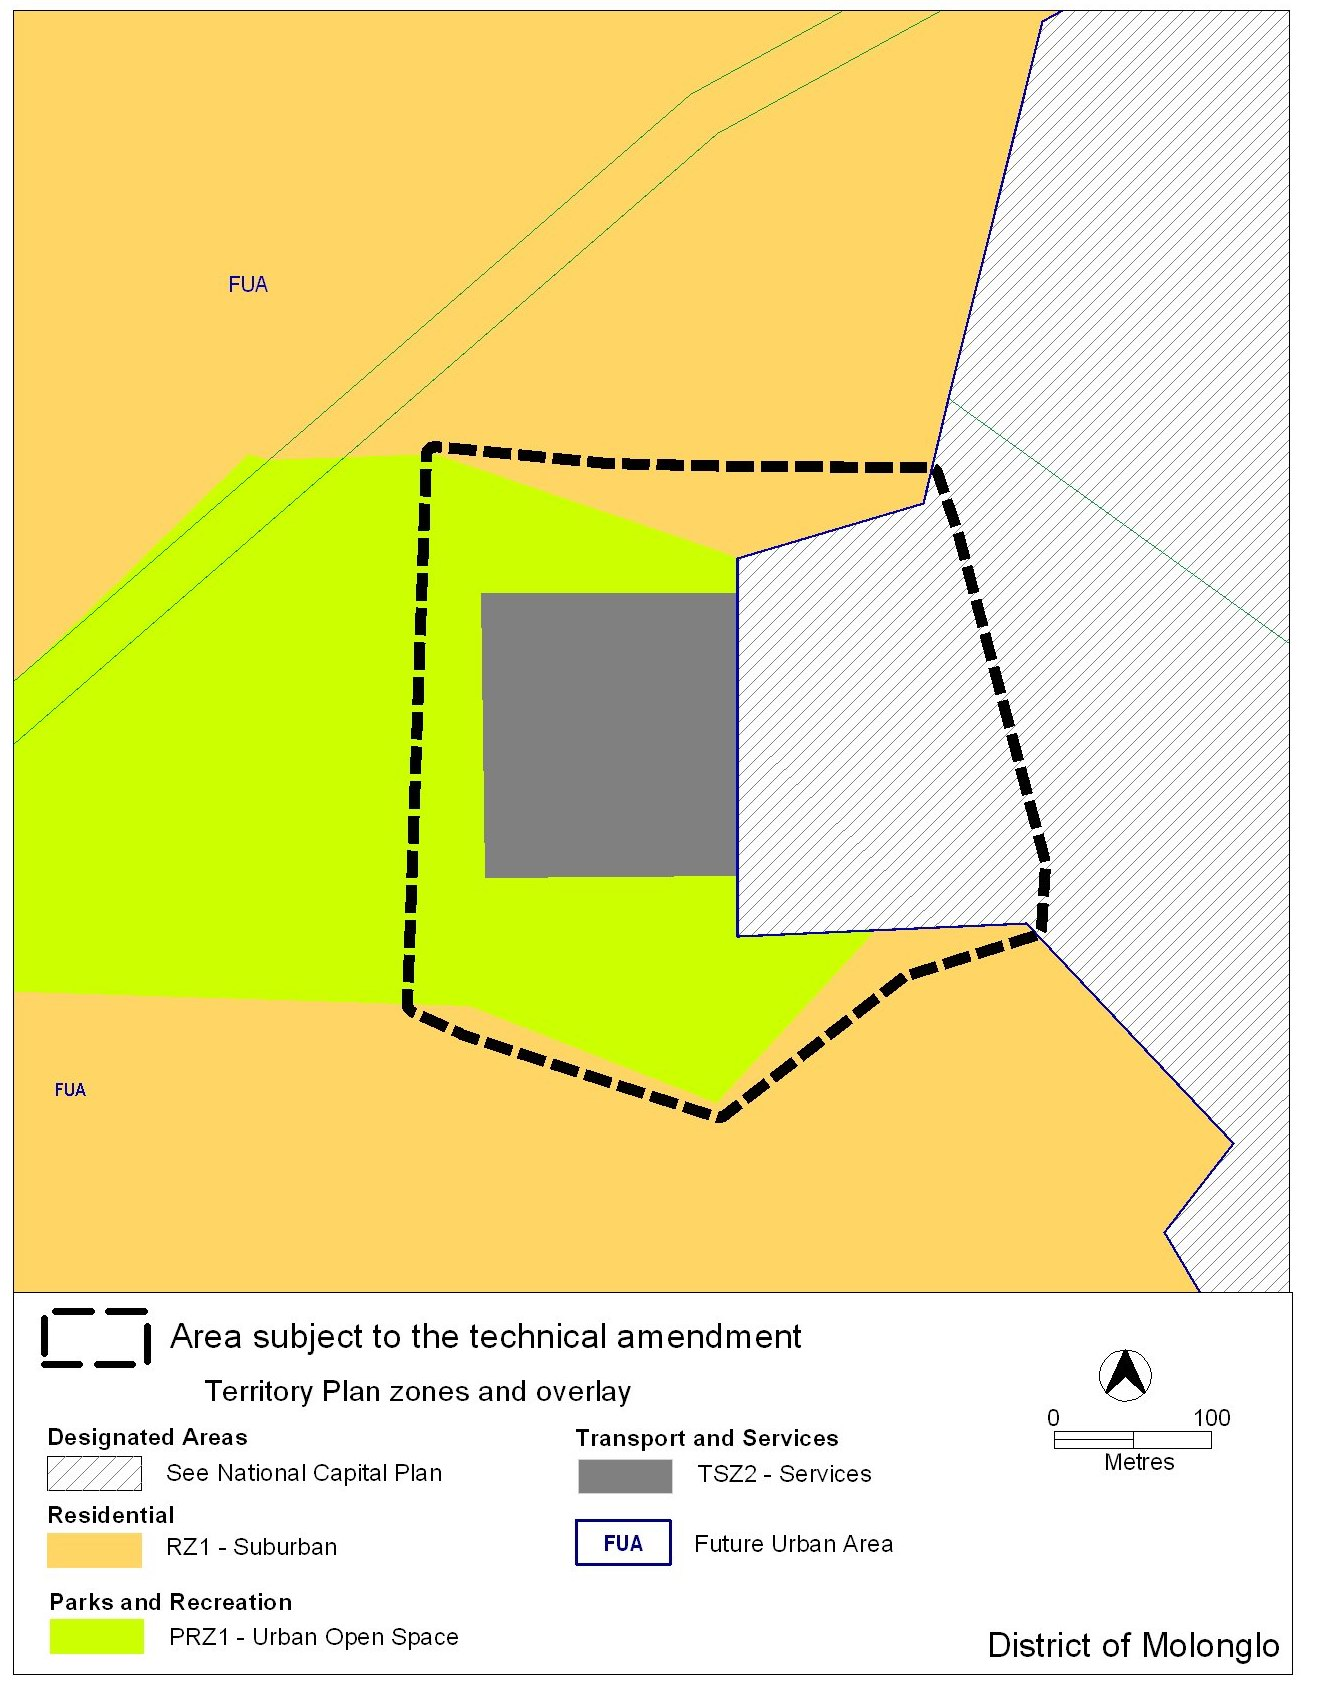 FUA
FUA
Area subject to the technical amendment
Territory Plan zones and overlay
Designated Areas
See National Capital Plan
Residential
RZ1 - Suburban
Parks and Recreation
PRZ1 - Urban Open Space
Transport and Services
TSZ2 - Services
FUA Future Urban Area
0 100
Metres
District of Molonglo